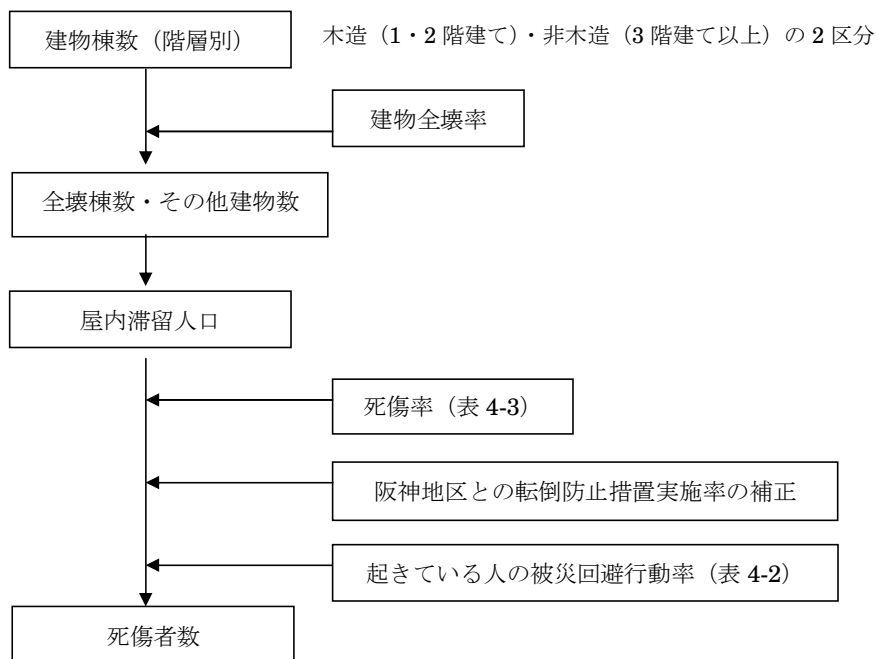 建物棟数（階層別）
木造（1・2 階建て）・非木造（3 階建て以上）の 2 区分
建物全壊率
全壊棟数・その他建物数
屋内滞留人口
死傷率（表 4-3）
阪神地区との転倒防止措置実施率の補正
起きている人の被災回避行動率（表 4-2）
死傷者数